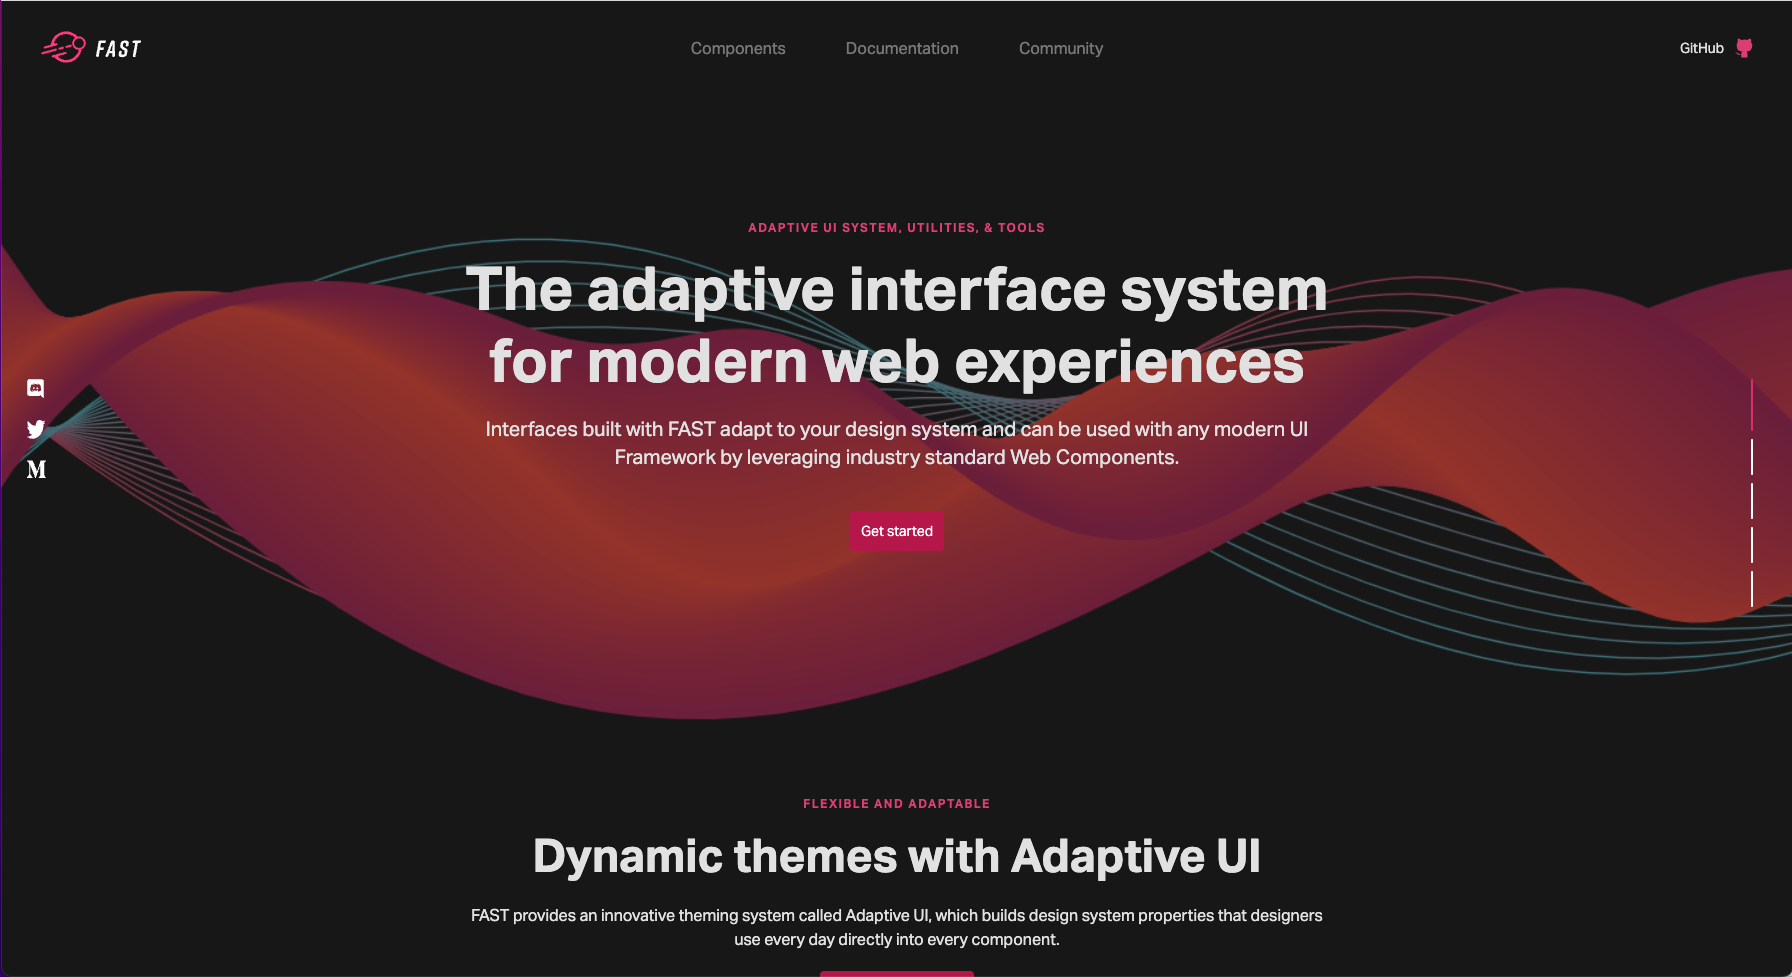 FAST
Components
Documentation
Community
GitHub
ADAPTIVE UI SYSTEM, UTILITIES, & TOOLS
The adaptive interface system
for modern web experiences
Interfaces built with FAST adapt to your design system and can be used with any modern UI
Framework by leveraging industry standard Web Components.
Get started
M
FLEXIBLE AND ADAPTABLE
Dynamic themes with Adaptive UI
FAST provides an innovative theming system called Adaptive UI, which builds design system properties that designers
use every day directly into every component.